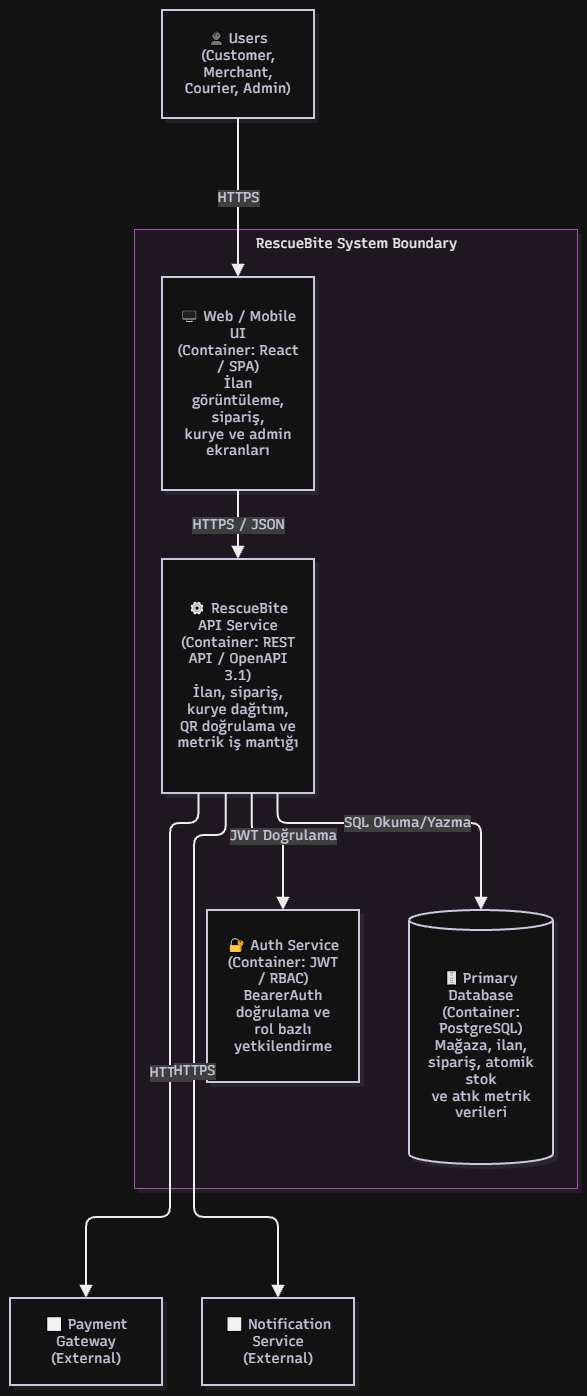 Users
(Customer,
Merchant,
Courier, Admin)
HTTPS
RescueBite System Boundary
Web / Mobile
UI
(Container: React
/ SPA)
İlan
görüntüleme,
sipariş,
kurye ve admin
ekranları
HTTPS / JSON
RescueBite
API Service
(Container: REST
API / OpenAPI
3.1)
İlan, sipariş,
kurye dağıtım,
QR doğrulama ve
metrik iş mantığı
SQL Okuma/Yazma
JWT Doğrulama
Auth Service
(Container: JWT
/ RBAC)
BearerAuth
doğrulama ve
rol bazlı
yetkilendirme
Primary
Database
(Container:
PostgreSQL)
Mağaza, ilan,
sipariş, atomik
stok
ve atık metrik
verileri
HTTPS
Payment
Gateway
(External)
Notification
Service
(External)